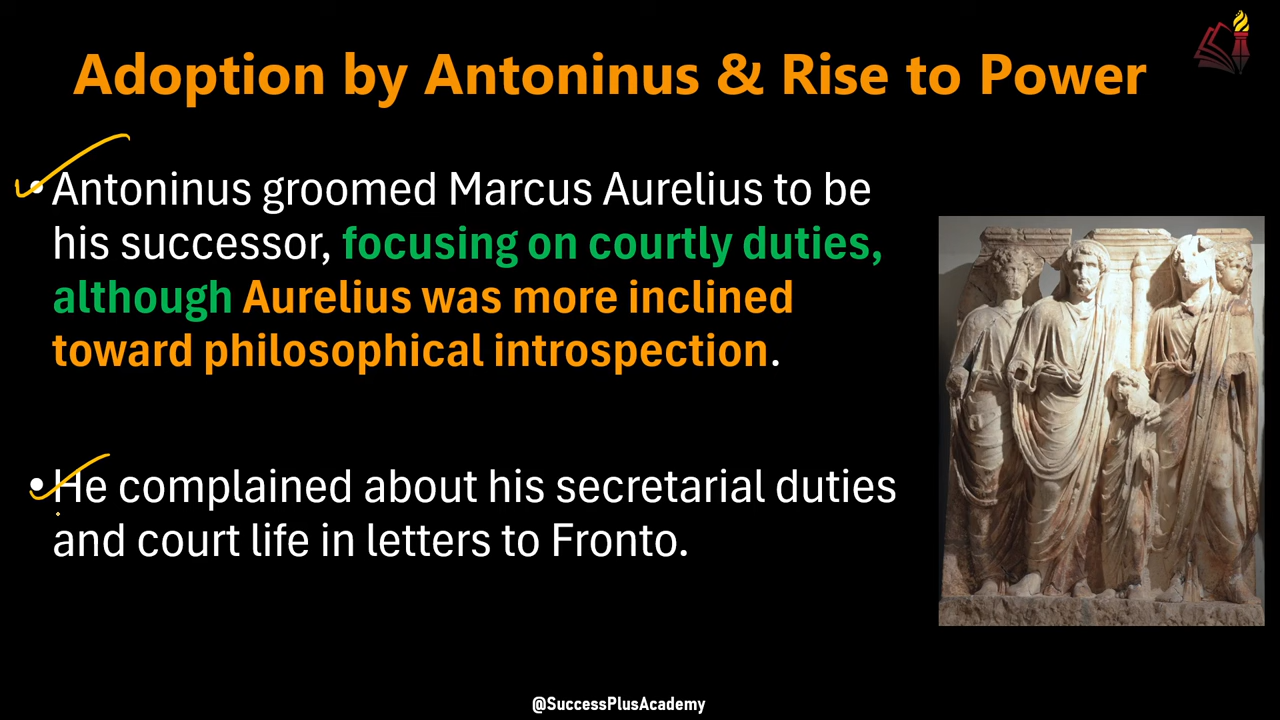 Adoption by Antoninus & Rise to Power
• Antoninus groomed Marcus Aurelius to be
his successor, focusing on courtly duties,
although Aurelius was more inclined
toward philosophical introspection.
• He complained about his secretarial duties
and court life in letters to Fronto.
@SuccessPlusAcademy